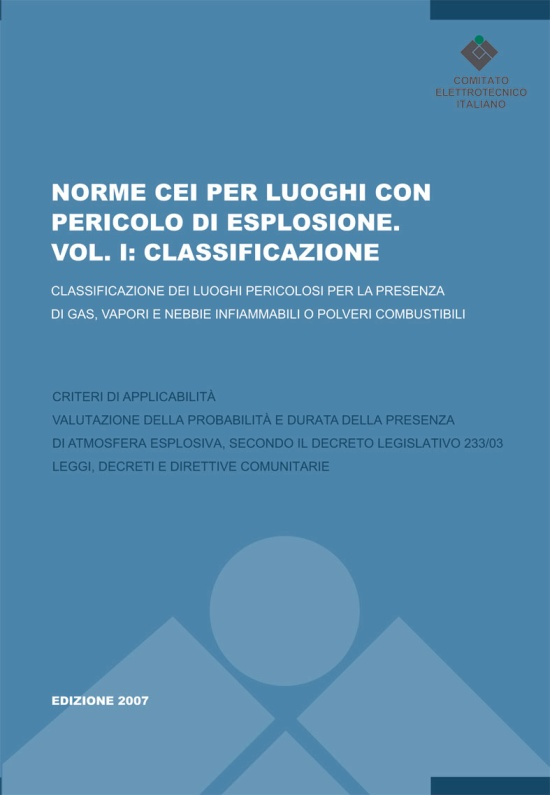 COMITATO
ELETTROTECNICO
ITALIANO
NORME CEI PER LUOGHI CON
PERICOLO DI ESPLOSIONE.
VOL. I: CLASSIFICAZIONE
CLASSIFICAZIONE DEI LUOGHI PERICOLOSI PER LA PRESENZA
DI GAS, VAPORI E NEBBIE INFIAMMABILI O POLVERI COMBUSTIBILI
CRITERI DI APPLICABILITÀ
VALUTAZIONE DELLA PROBABILITÀ E DURATA DELLA PRESENZA
DI ATMOSFERA ESPLOSIVA, SECONDO IL DECRETO LEGISLATIVO 233/03
LEGGI, DECRETI E DIRETTIVE COMUNITARIE
EDIZIONE 2007